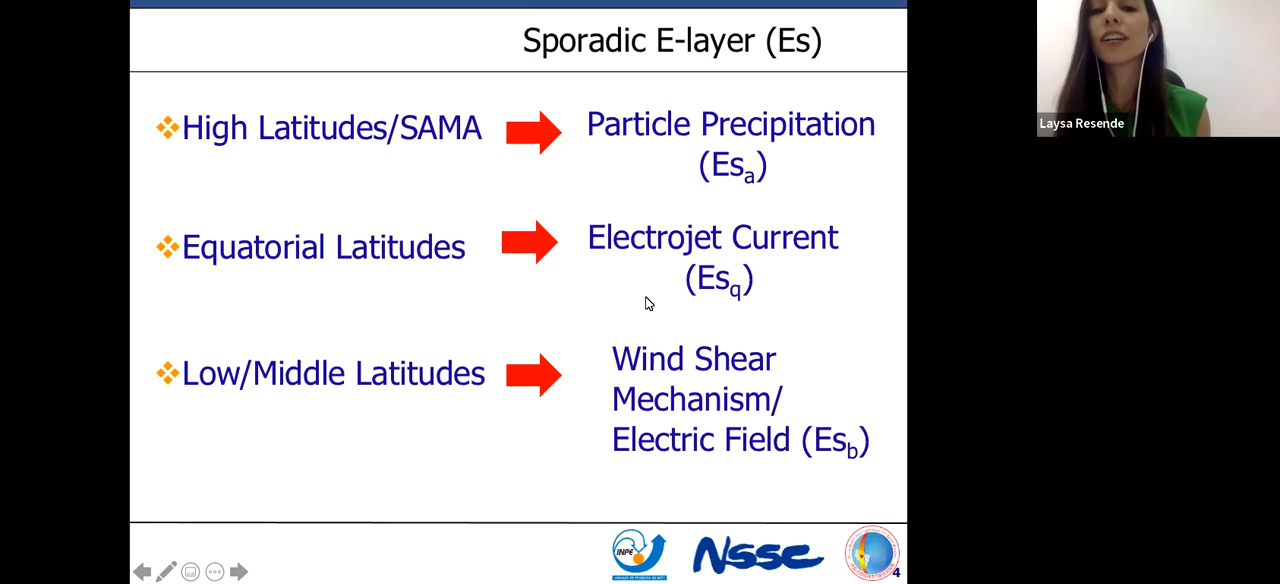 Sporadic E-layer (Es)
High Latitudes/SAMA
Particle Precipitation
(Esa)
Equatorial Latitudes
Electrojet Current
(Esq)
Low/Middle Latitudes
Wind Shear
Mechanism/
Electric Field (Esb)
INPE
NSSC
4
Laysa Resende